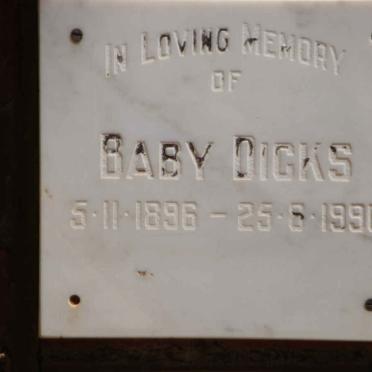 IN LOVING MEMORY
OF
BABY DICKS
5·11·1896 – 25·6·1990